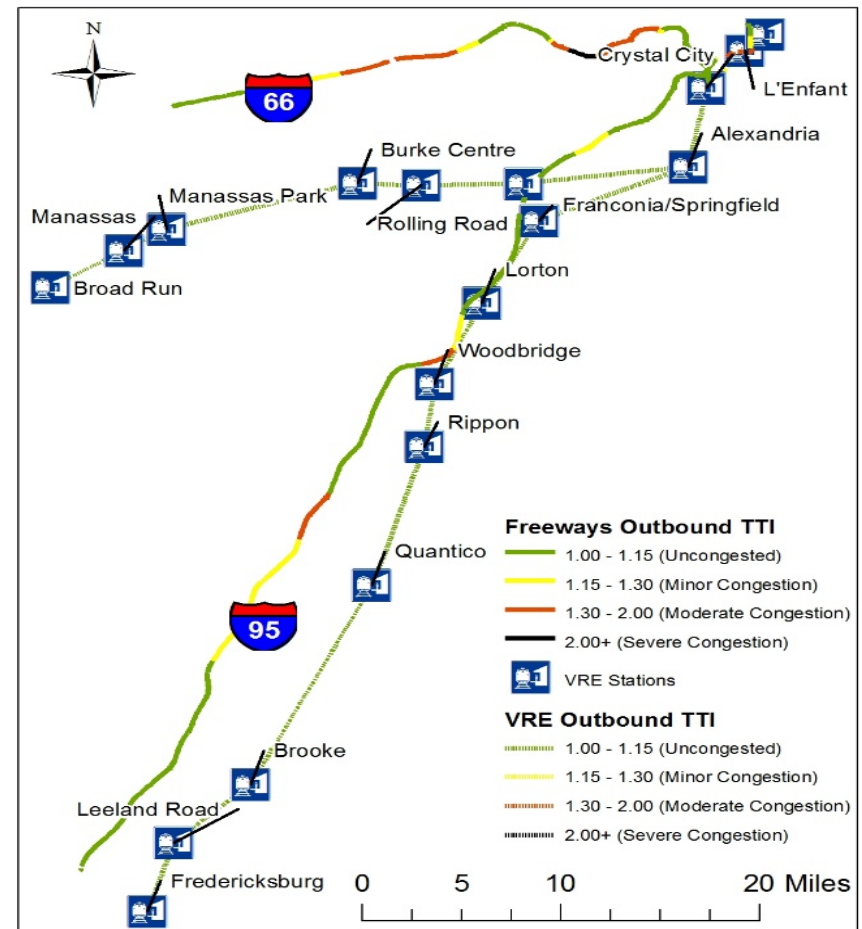 N
Crystal City
66
L'Enfant
Alexandria
Burke Centre
Manassas Park
Manassas
Franconia/Springfield
Rolling Road
Lorton
Broad Run
Woodbridge
Rippon
Freeways Outbound TTI
1.00 - 1.15 (Uncongested)
Quantico
1.15 - 1.30 (Minor Congestion)
1.30 - 2.00 (Moderate Congestion)
95
2.00+ (Severe Congestion)
VRE Stations
VRE Outbound TTI
1.00 - 1.15 (Uncongested)
Brooke
1.15 - 1.30 (Minor Congestion)
1.30 - 2.00 (Moderate Congestion)
Leeland Road
2.00+ (Severe Congestion)
Fredericksburg
0 5 10 20 Miles